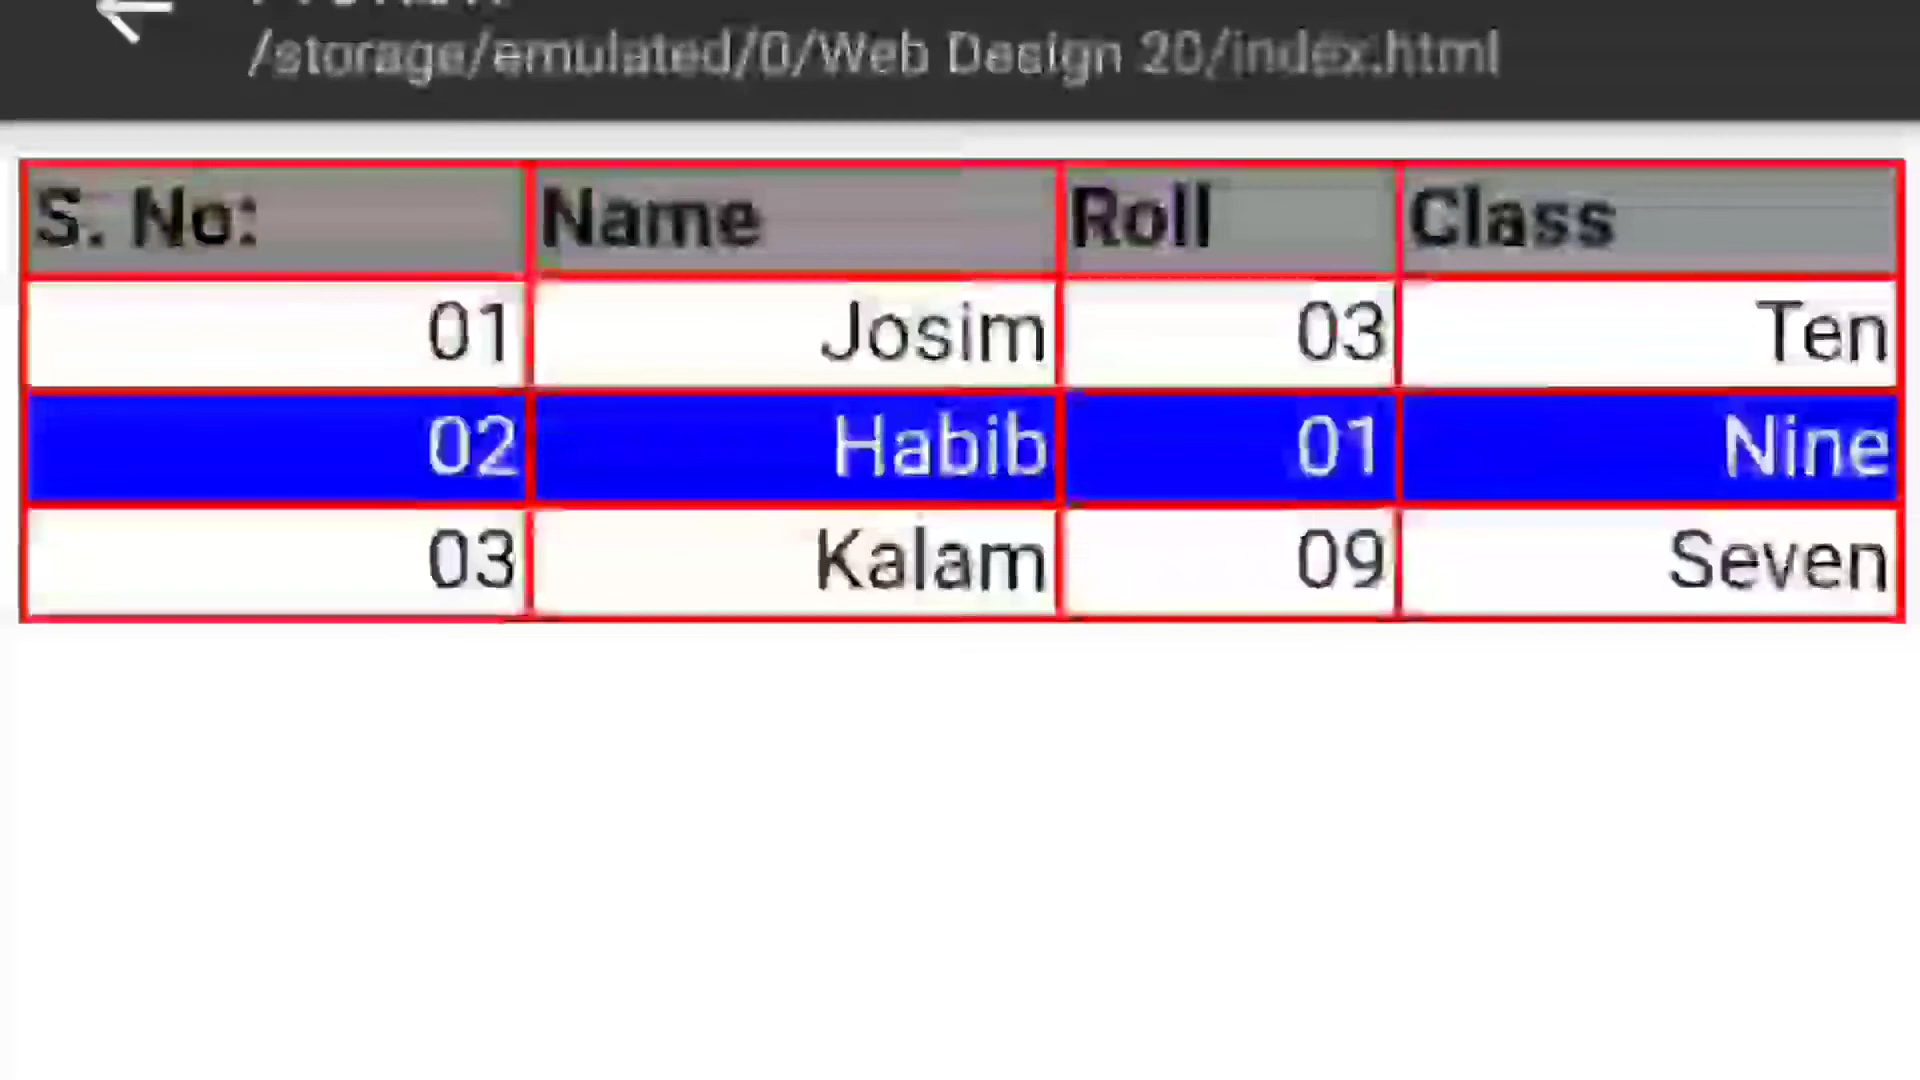 /storage/emulated/0/Web Design 20/index.html
S. No: Name Roll Class
01 Josim 03 Ten
02 Habib 01 Nine
03 Kalam 09 Seven